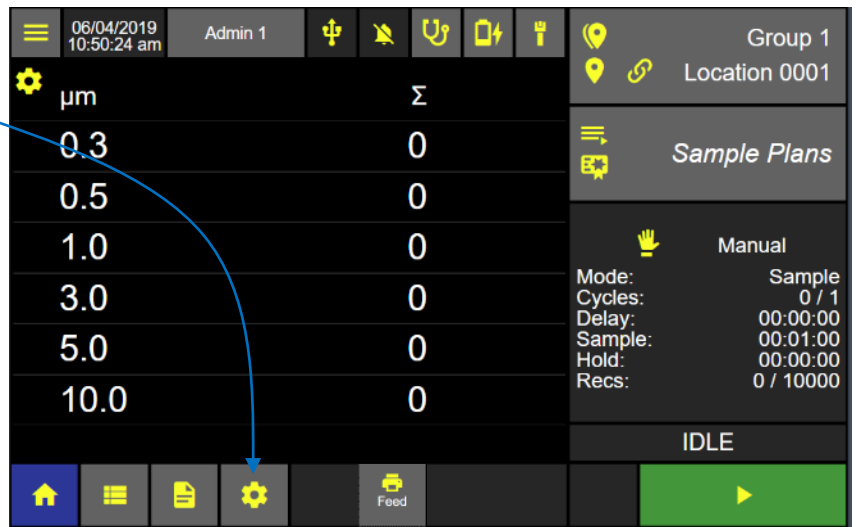 06/04/2019
10:50:24 am
Admin 1
Group 1
Location 0001
µm Σ
0.3 0
0.5 0
1.0 0
3.0 0
5.0 0
10.0 0
Sample Plans
Manual
Mode: Sample
Cycles: 0 / 1
Delay: 00:00:00
Sample: 00:01:00
Hold: 00:00:00
Recs: 0 / 10000
IDLE
Feed